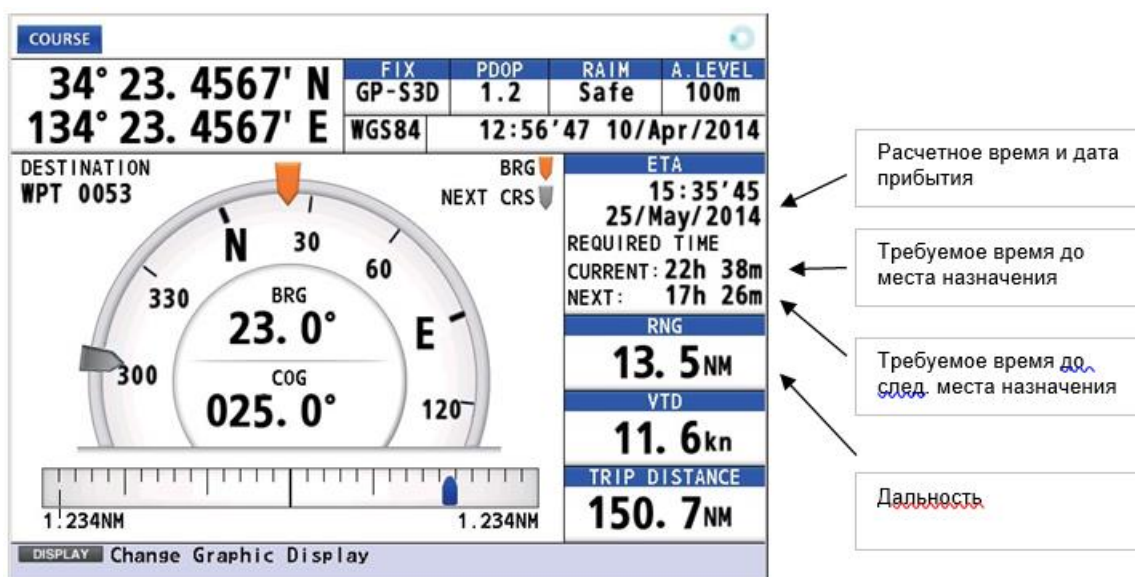 COURSE
34° 23. 4567' N
134° 23. 4567' E
FIX PDOP RAIM A.LEVEL
GP-S3D 1.2 Safe 100m
WGS84 12:56'47 10/Apr/2014
DESTINATION
WPT 0053
BRG
NEXT CRS
N 30 60 E 120 330 300
BRG
23. 0°
COG
025. 0°
1.234NM 1.234NM
ETA
15:35'45
25/May/2014
REQUIRED TIME
CURRENT: 22h 38m
NEXT: 17h 26m
RNG
13. 5NM
VTD
11. 6kn
TRIP DISTANCE
150. 7NM
DISPLAY Change Graphic Display
Расчетное время и дата
прибытия
Требуемое время до
места назначения
Требуемое время до
след. места назначения
Дальность